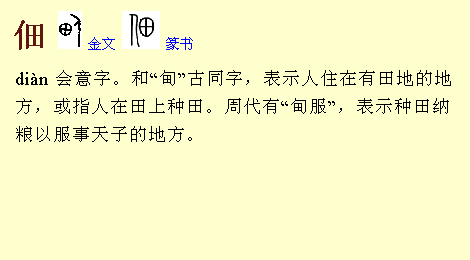 佃 金文 篆书
diàn 会意字。和“甸”古同字，表示人住在有田地的地
方，或指人在田上种田。周代有“甸服”，表示种田纳
粮以服事天子的地方。